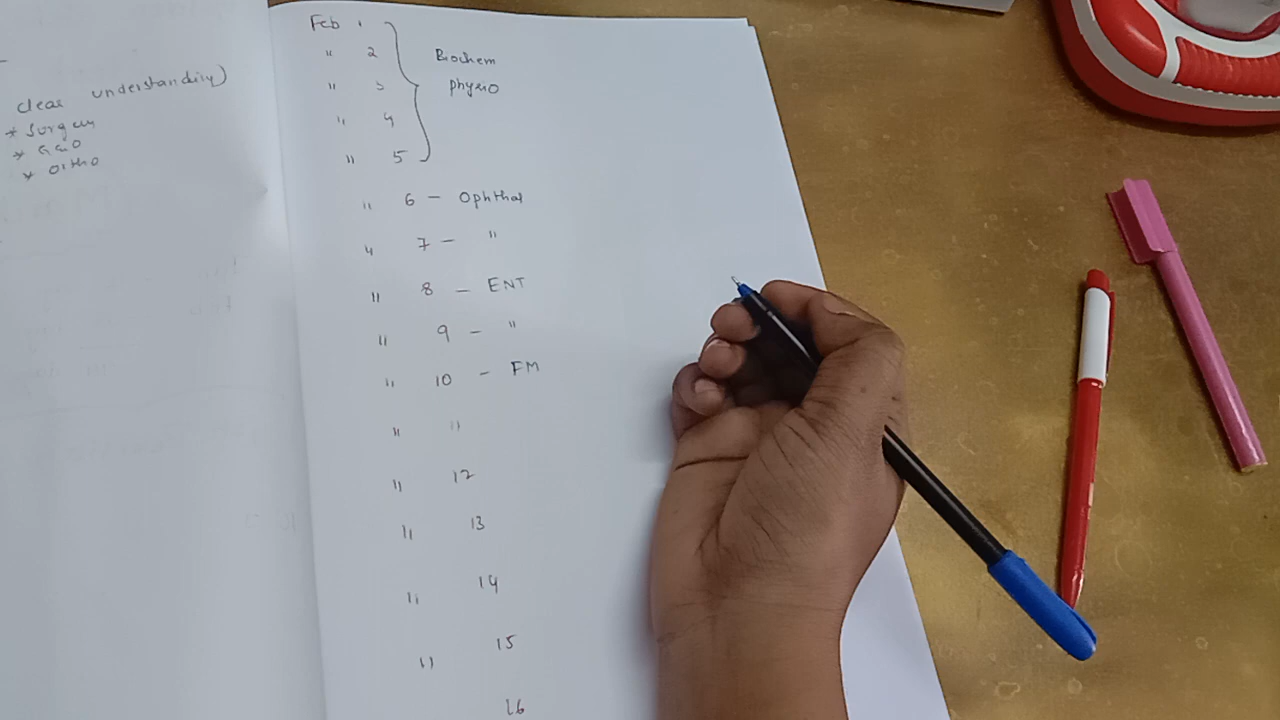 clear understanding)
* Surgery
* G&O
* Ortho
Feb 1
" 2 Biochem
" 3 physio
" 4
" 5
" 6 - Ophthal
" 7 - "
" 8 - ENT
" 9 - "
" 10 - FM
" 11
" 12
" 13
" 14
" 15
16